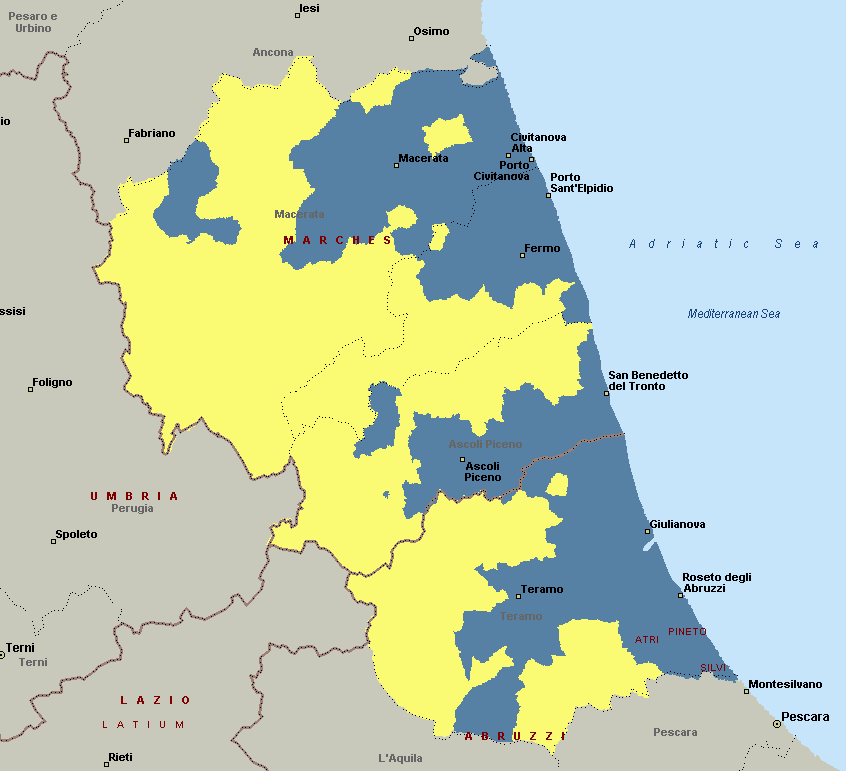 Iesi
Pesaro e
Urbino
Osimo
Ancona
io
Fabriano
Civitanova
Alta
Macerata
Porto
Civitanova
Porto
Sant'Elpidio
Macerata
MARCHES
Adriatic Sea
Fermo
ssisi
Mediterranean Sea
Foligno
San Benedetto
del Tronto
Ascoli Piceno
Ascoli
Piceno
UMBRIA
Perugia
Spoleto
Giulianova
Roseto degli
Abruzzi
Teramo
Teramo
ATRI
PINETO
Terni
Terni
SILVI
Montesilvano
LAZIO
LATIUM
Pescara
ABRUZZI
Pescara
L'Aquila
Rieti